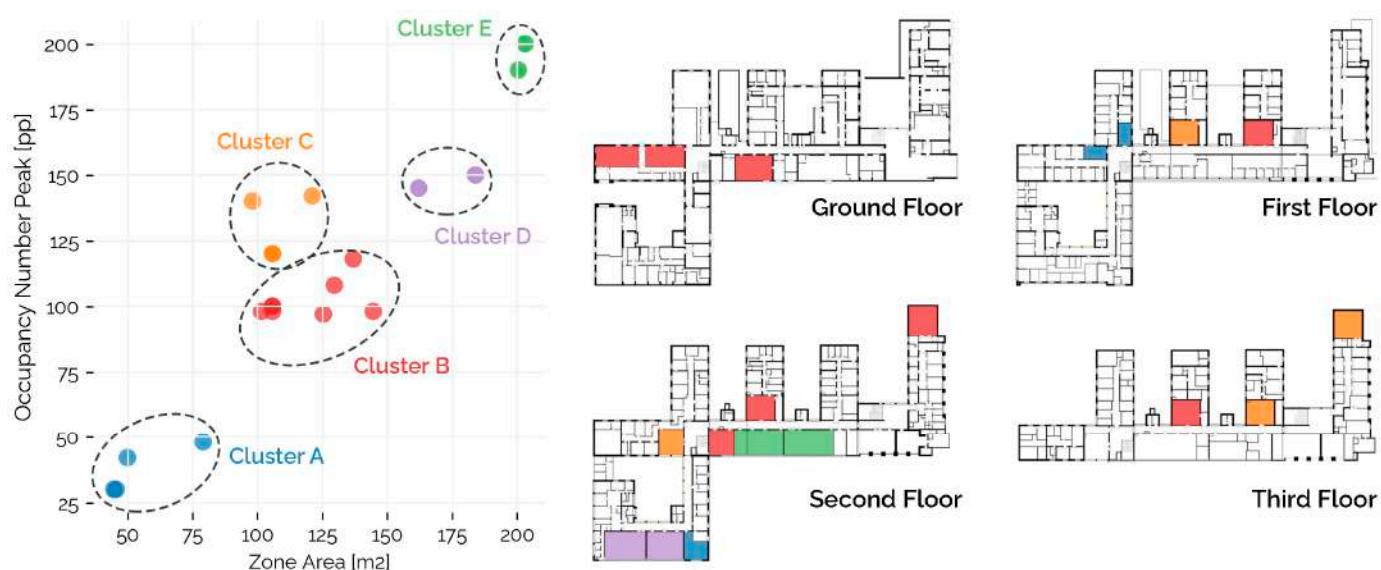 Cluster E
200
175
Cluster C
150
Cluster D
125
100
Cluster B
75
50
Cluster A
25
50
75
100
125
150
175
200
Zone Area [m2]
Occupancy Number Peak [pp]
Ground Floor
First Floor
Second Floor
Third Floor